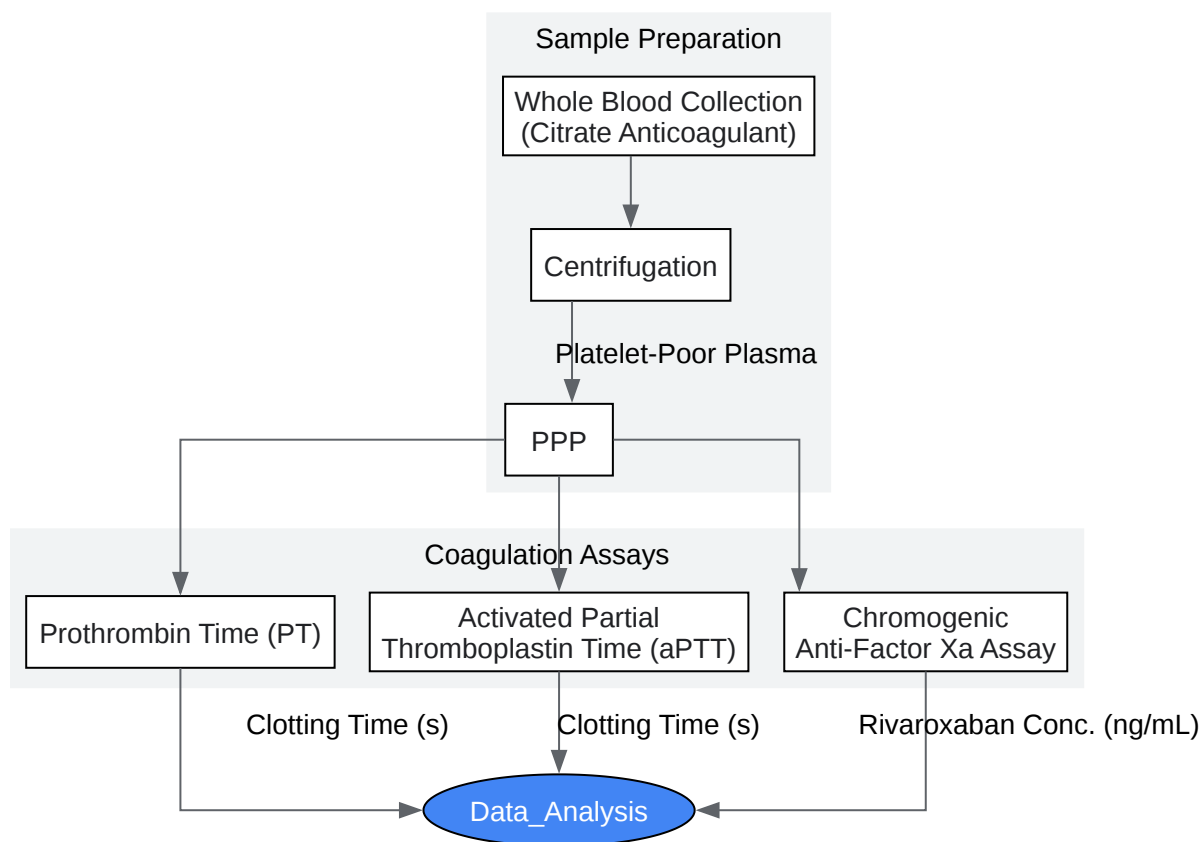 Sample Preparation
Whole Blood Collection
(Citrate Anticoagulant)
Centrifugation
Platelet-Poor Plasma
PPP
Coagulation Assays
Prothrombin Time (PT)
Activated Partial
Thromboplastin Time (aPTT)
Chromogenic
Anti-Factor Xa Assay
Clotting Time (s)
Clotting Time (s)
Rivaroxaban Conc. (ng/mL)
Data_Analysis